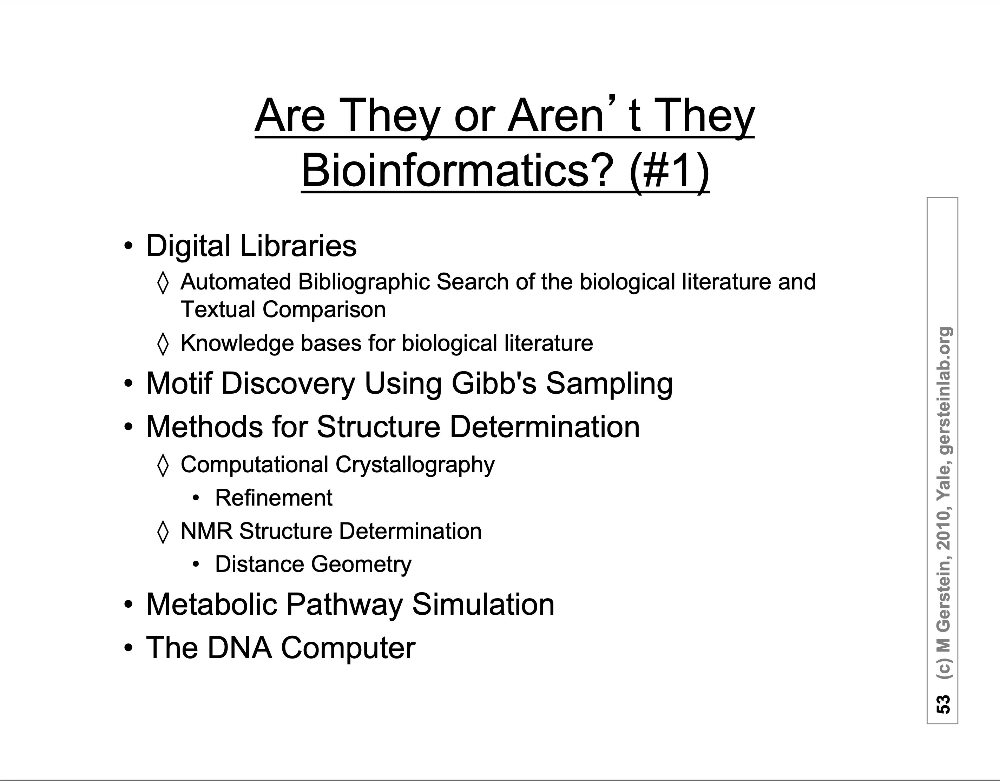 Are They or Aren’t They
Bioinformatics? (#1)
• Digital Libraries
◊ Automated Bibliographic Search of the biological literature and
Textual Comparison
◊ Knowledge bases for biological literature
• Motif Discovery Using Gibb's Sampling
• Methods for Structure Determination
◊ Computational Crystallography
• Refinement
◊ NMR Structure Determination
• Distance Geometry
• Metabolic Pathway Simulation
• The DNA Computer
53 (c) M Gerstein, 2010, Yale, gersteinlab.org